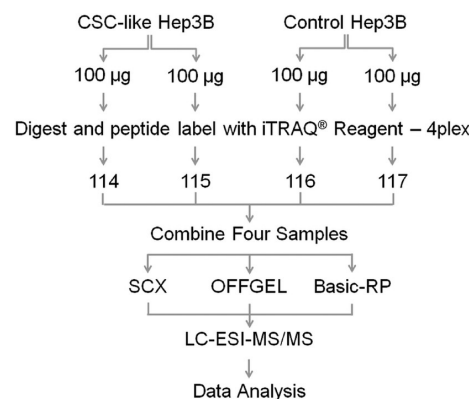 CSC-like Hep3B Control Hep3B
100 µg 100 µg 100 µg 100 µg
Digest and peptide label with iTRAQ® Reagent – 4plex
114 115 116 117
Combine Four Samples
SCX OFFGEL Basic-RP
LC-ESI-MS/MS
Data Analysis